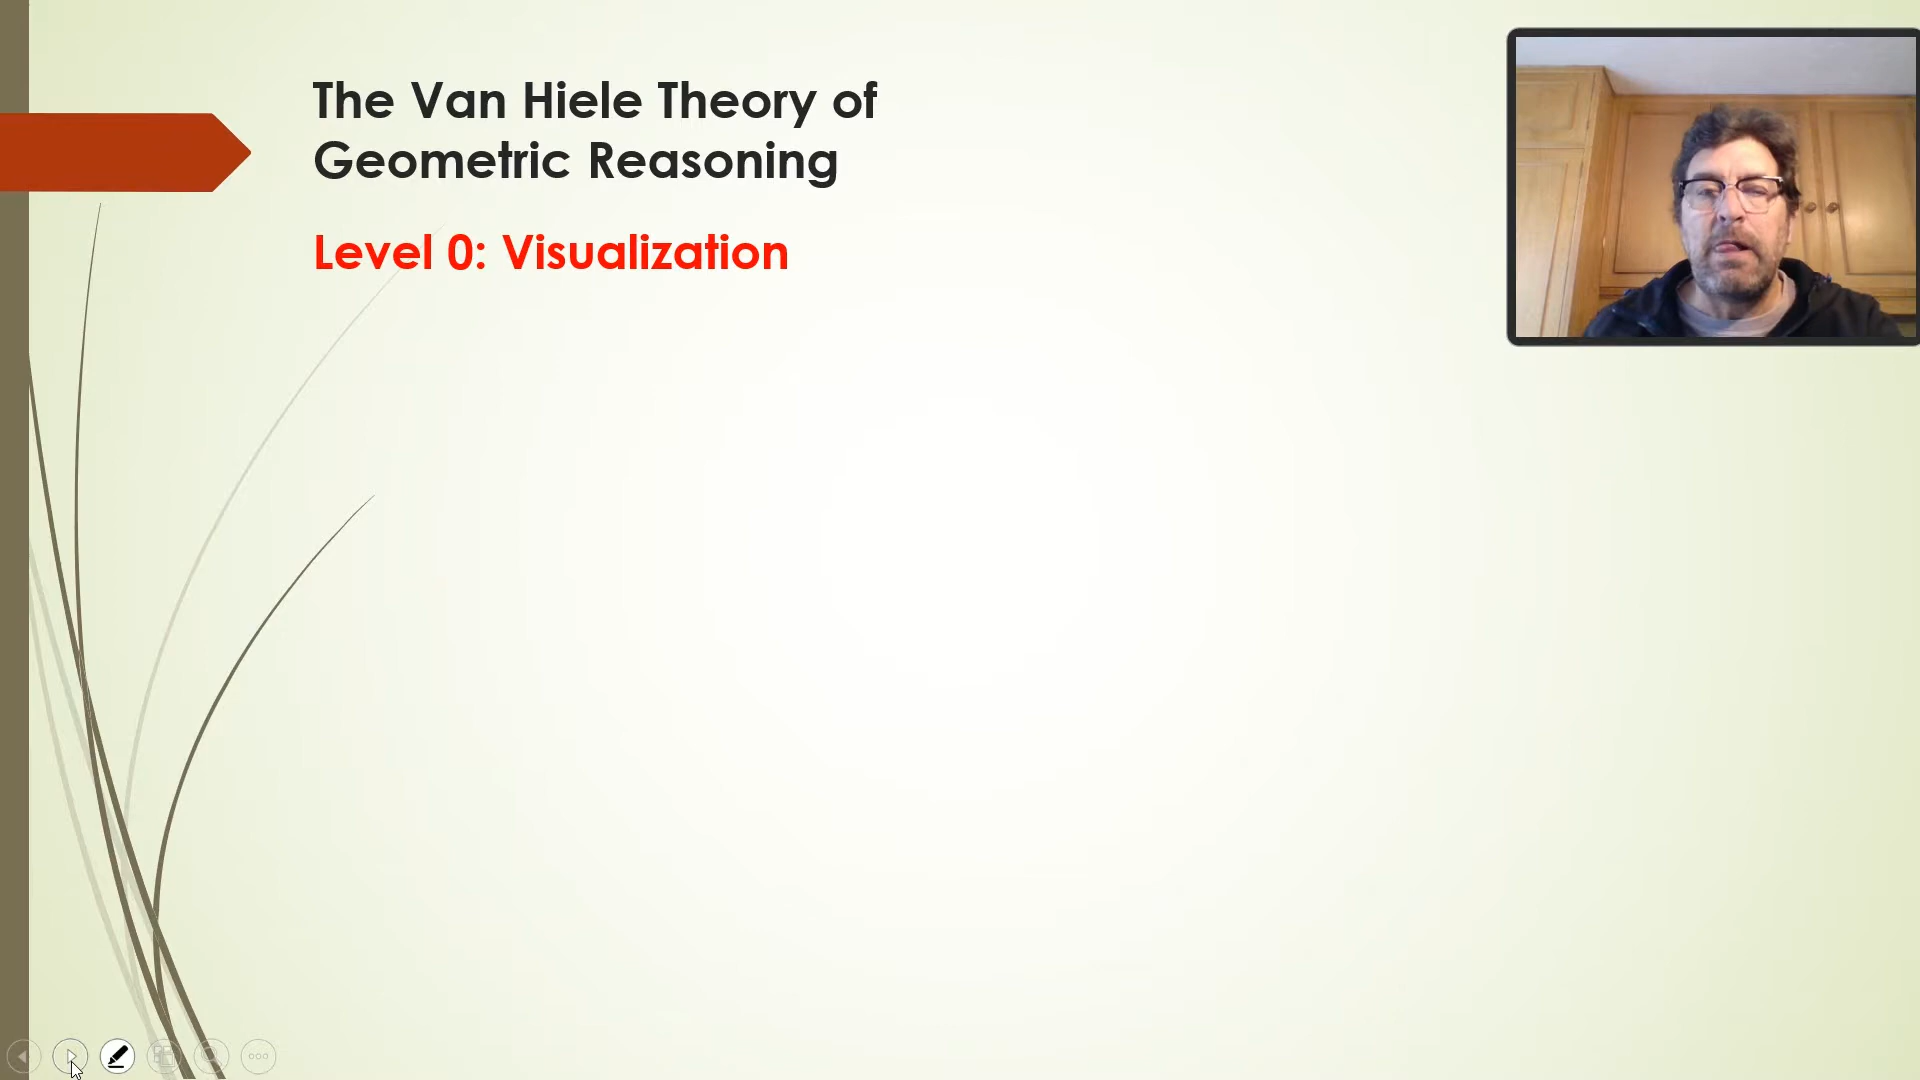 The Van Hiele Theory of
Geometric Reasoning
Level 0: Visualization